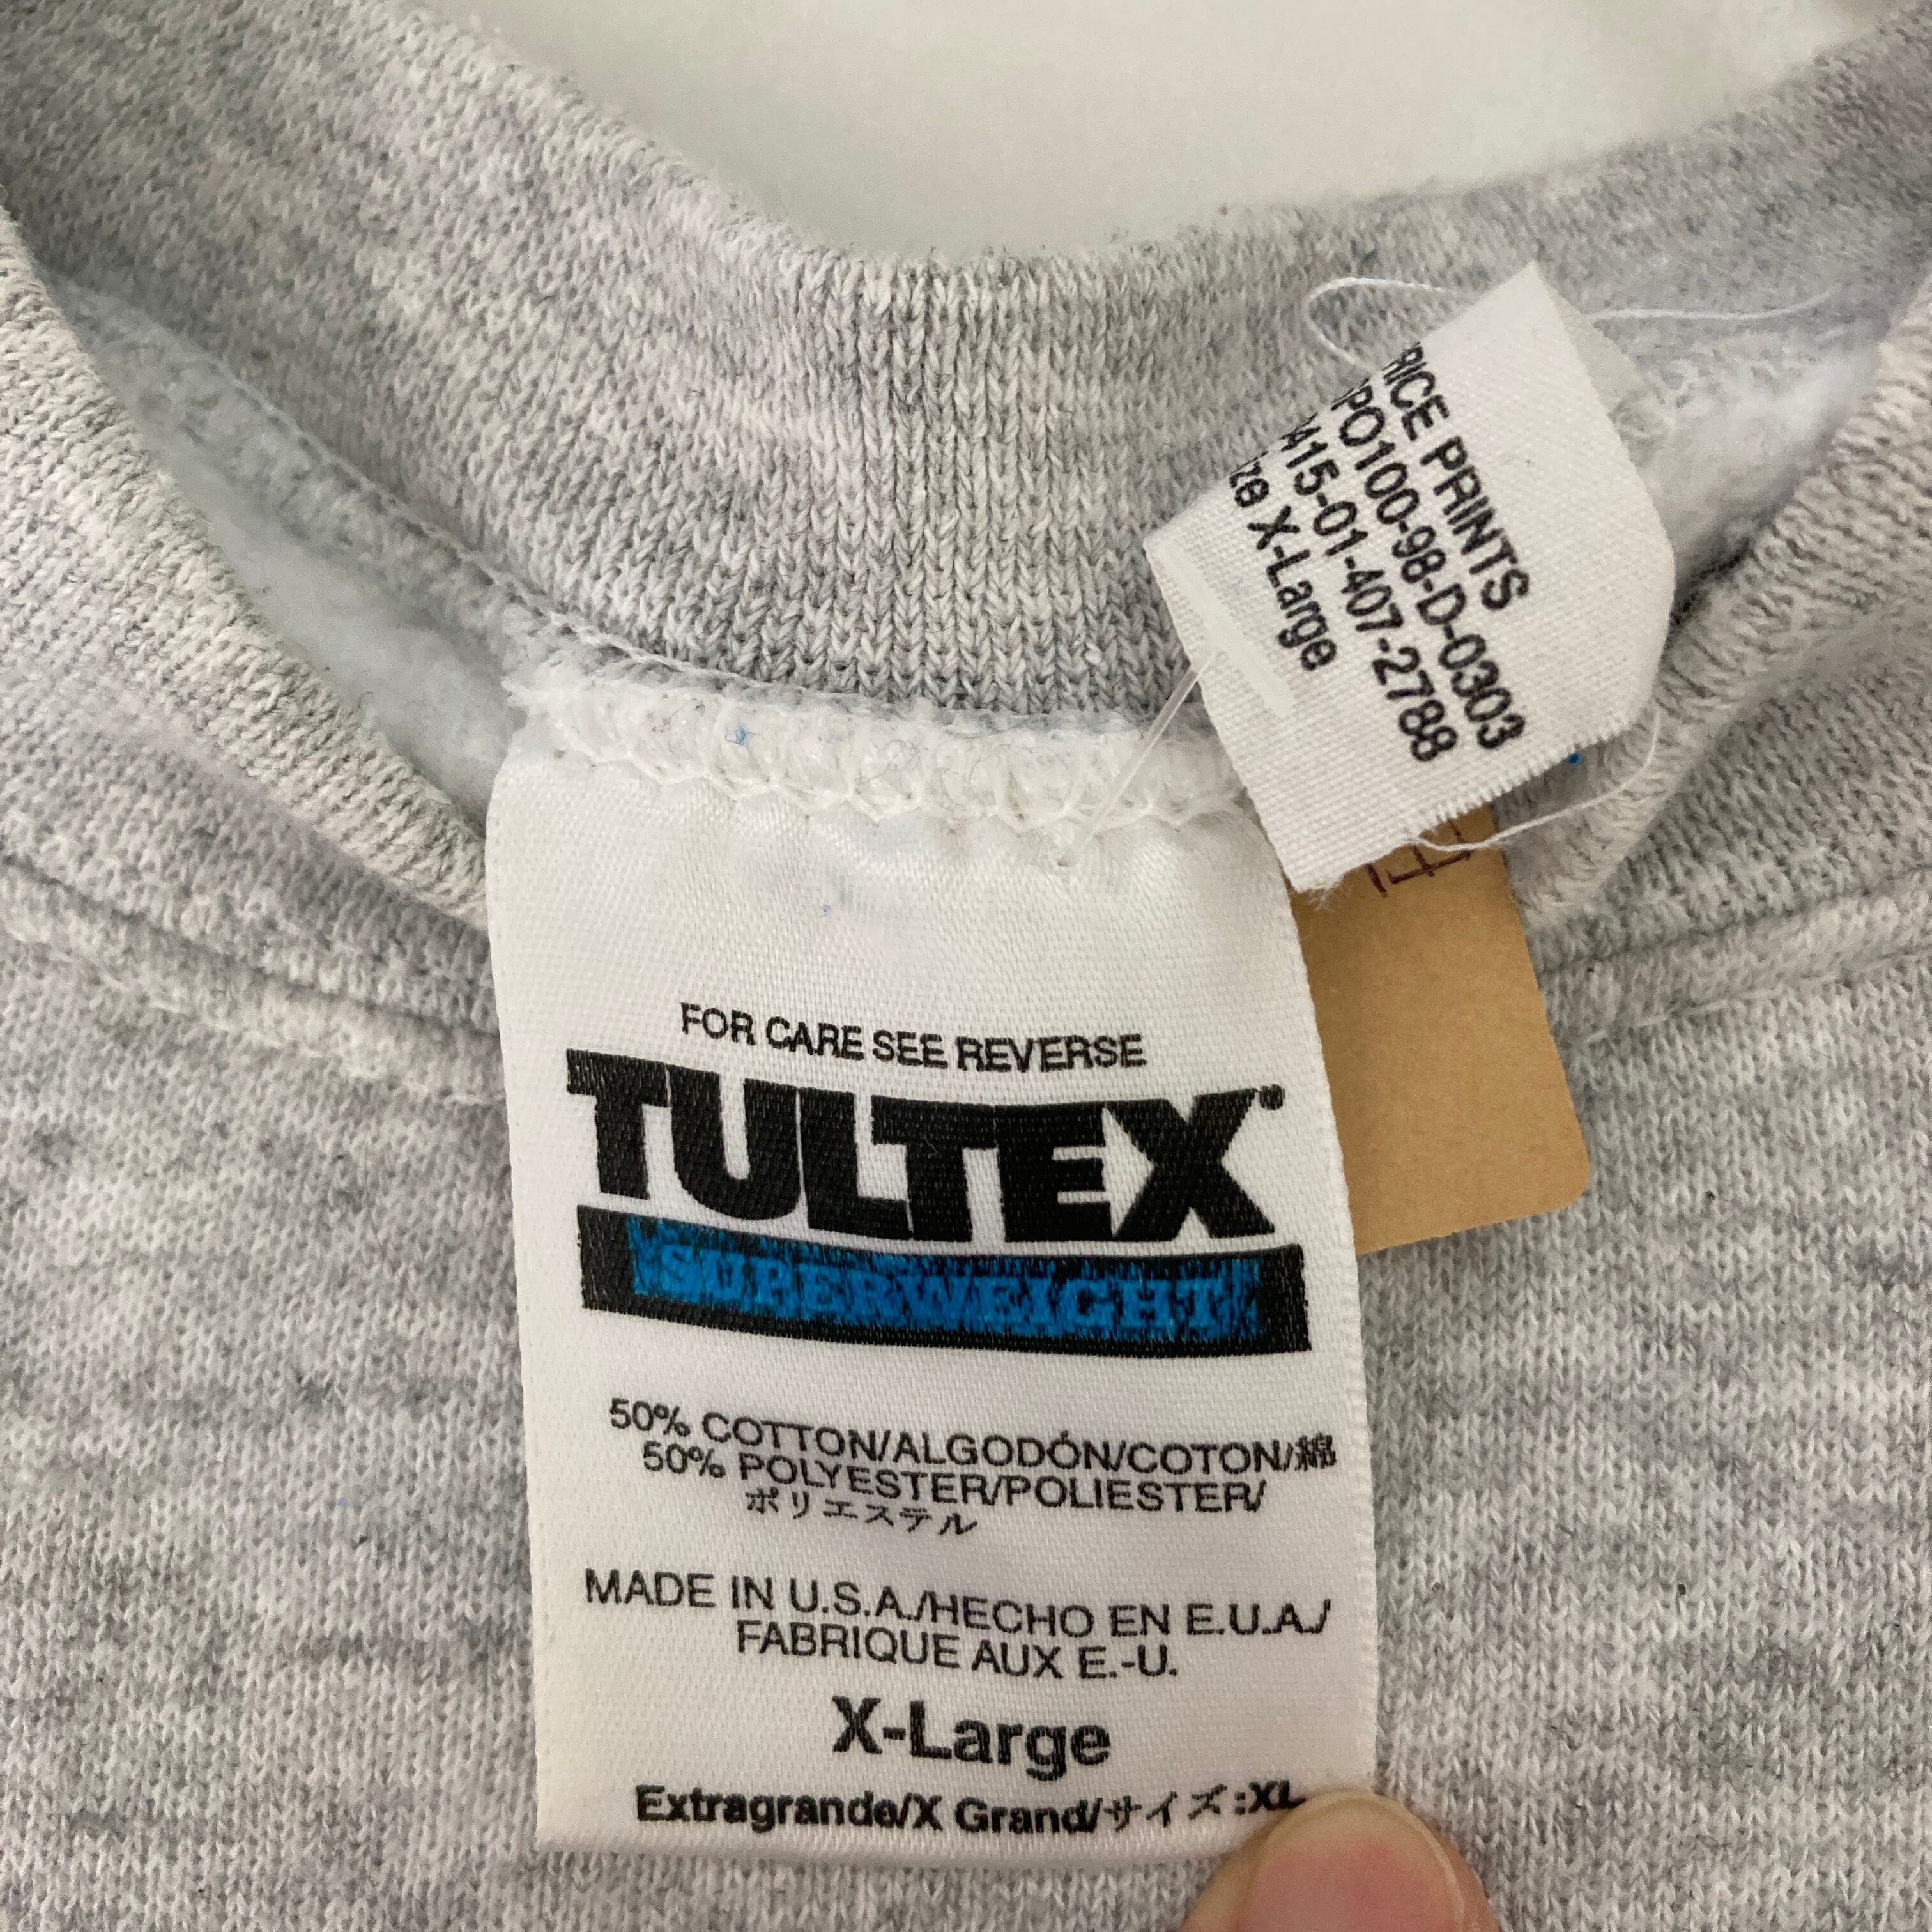 RICE PRINTS
PO100-98-D-0303
415-01-407-2788
ize X-Large
FOR CARE SEE REVERSE
TULTEX®
SUPERWEIGHT
50% COTTON/ALGODÓN/COTON/綿
50% POLYESTER/POLIESTER/
ポリエステル
MADE IN U.S.A./HECHO EN E.U.A./
FABRIQUE AUX E.-U.
X-Large
Extragrande/X Grand/サイズ:XL